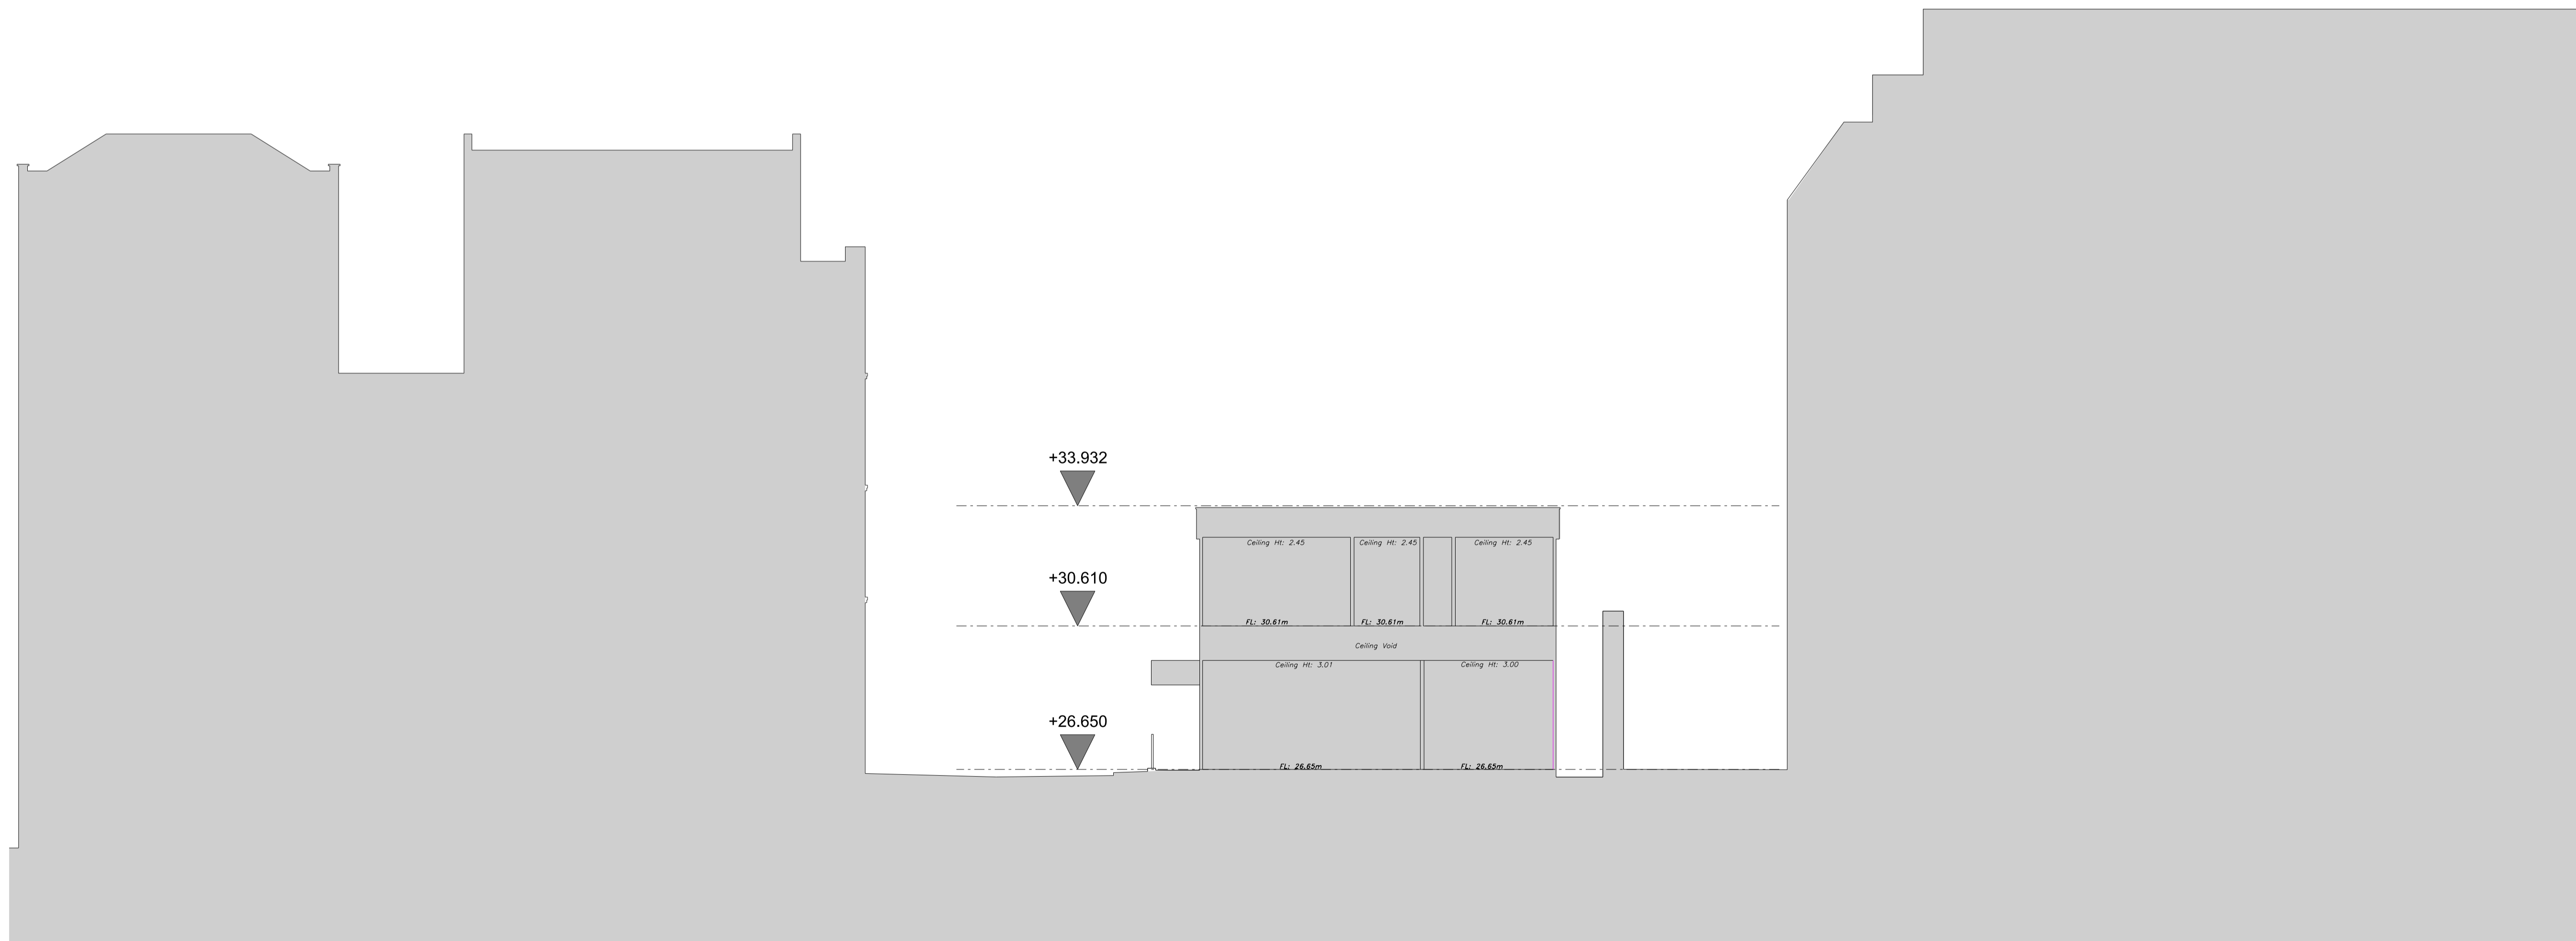 +33.932
Ceiling Ht: 2.45 Ceiling Ht: 2.45 Ceiling Ht: 2.45
+30.610
FL: 30.61m FL: 30.61m FL: 30.61m
Ceiling Void
Ceiling Ht: 3.01 Ceiling Ht: 3.00
+26.650
FL: 26.65m FL: 26.65m